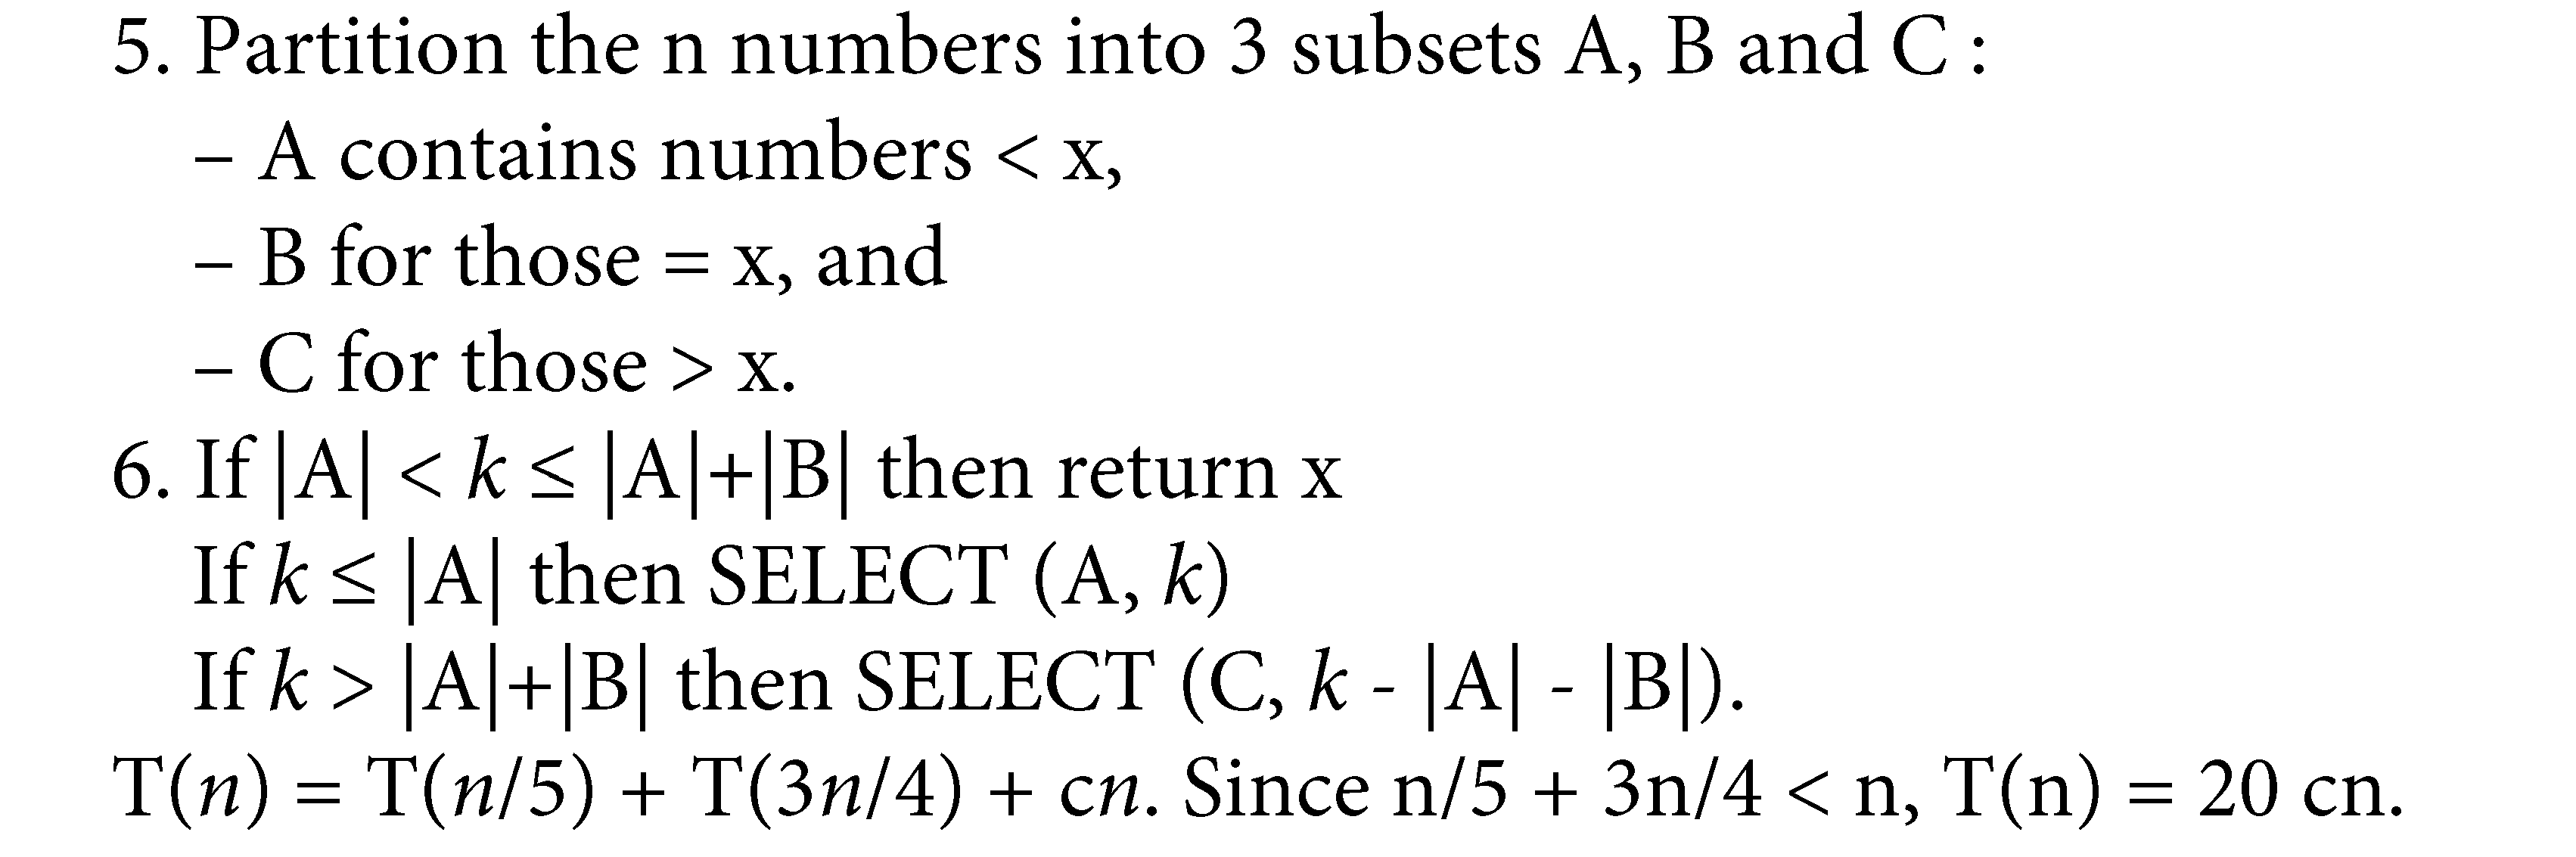 5. Partition the n numbers into 3 subsets A, B and C :
– A contains numbers < x,
– B for those = x, and
– C for those > x.
6. If |A| < k ≤ |A|+|B| then return x
If k ≤ |A| then SELECT (A, k)
If k > |A|+|B| then SELECT (C, k - |A| - |B|).
T(n) = T(n/5) + T(3n/4) + cn. Since n/5 + 3n/4 < n, T(n) = 20 cn.